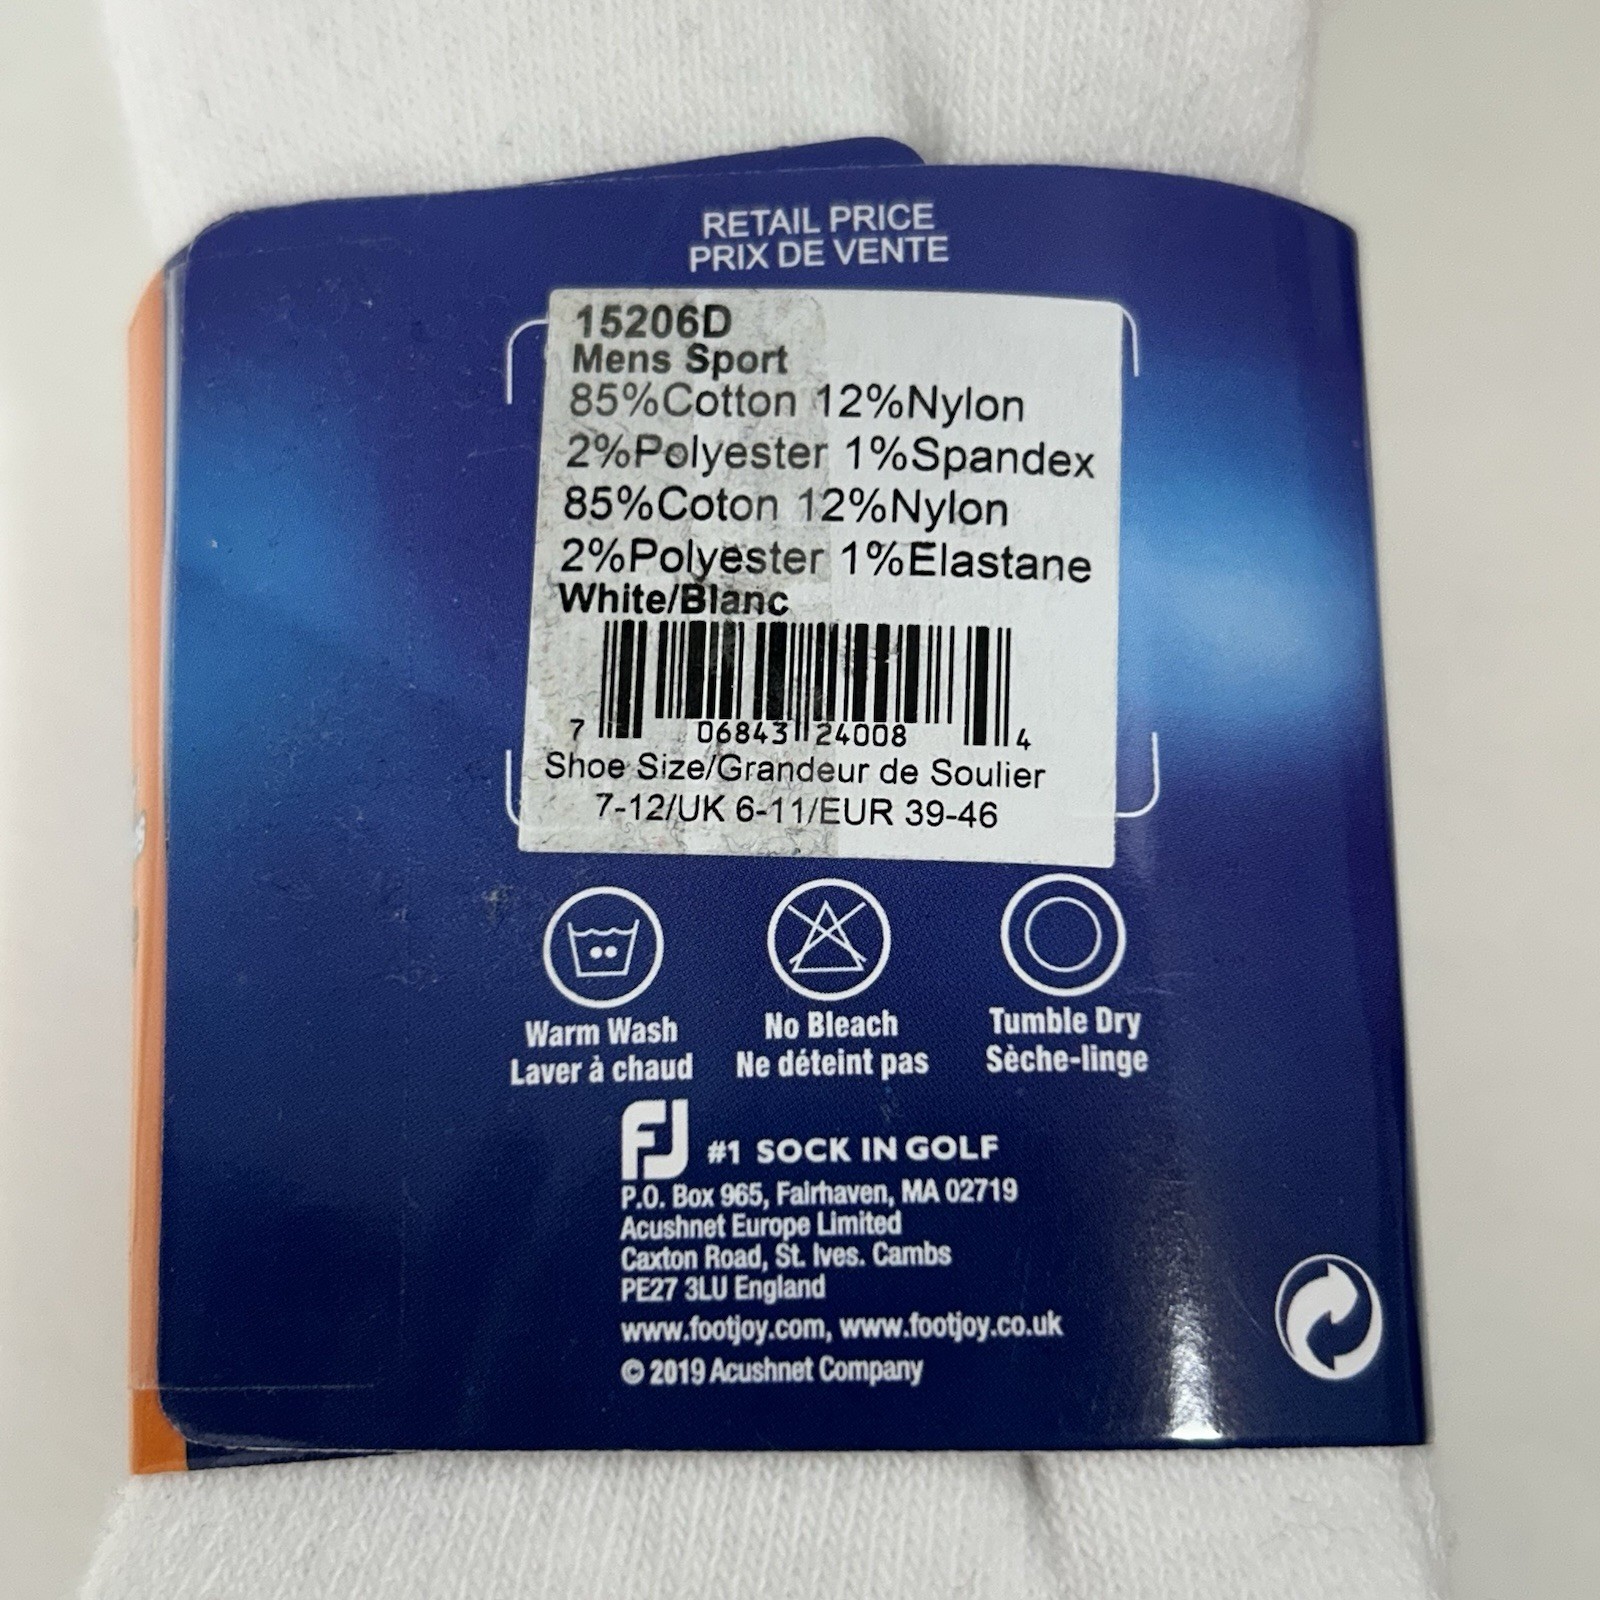 RETAIL PRICE
PRIX DE VENTE
15206D
Mens Sport
85%Cotton 12%Nylon
2%Polyester 1%Spandex
85%Coton 12%Nylon
2%Polyester 1%Elastane
White/Blanc
7 06843 24008 4
Shoe Size/Grandeur de Soulier
7-12/UK 6-11/EUR 39-46
Warm Wash No Bleach Tumble Dry
Laver à chaud Ne déteint pas Sèche-linge
FJ #1 SOCK IN GOLF
P.O. Box 965, Fairhaven, MA 02719
Acushnet Europe Limited
Caxton Road, St. Ives. Cambs
PE27 3LU England
www.footjoy.com, www.footjoy.co.uk
© 2019 Acushnet Company